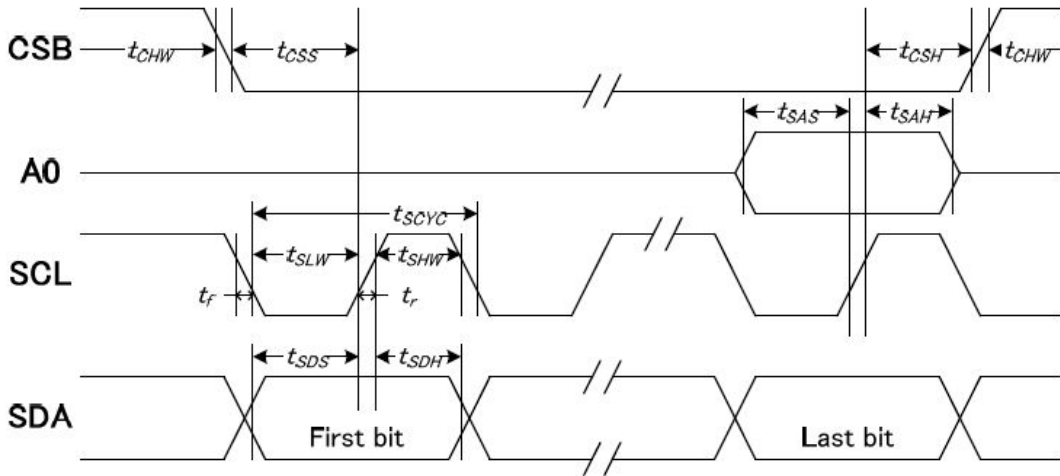 CSB
tCHW
tCSS
tCSH
tCHW
A0
tSAS
tSAH
SCL
tSCYC
tSLW
tSHW
tf
tr
SDA
tSDS
tSDH
First bit
Last bit